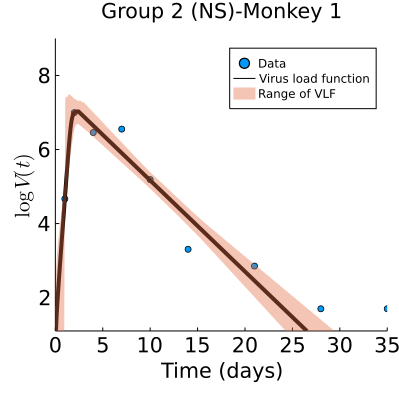 Group 2 (NS)-Monkey 1
Data
Virus load function
Range of VLF
log V(t)
8
6
4
2
0
5
10
15
20
25
30
35
Time (days)